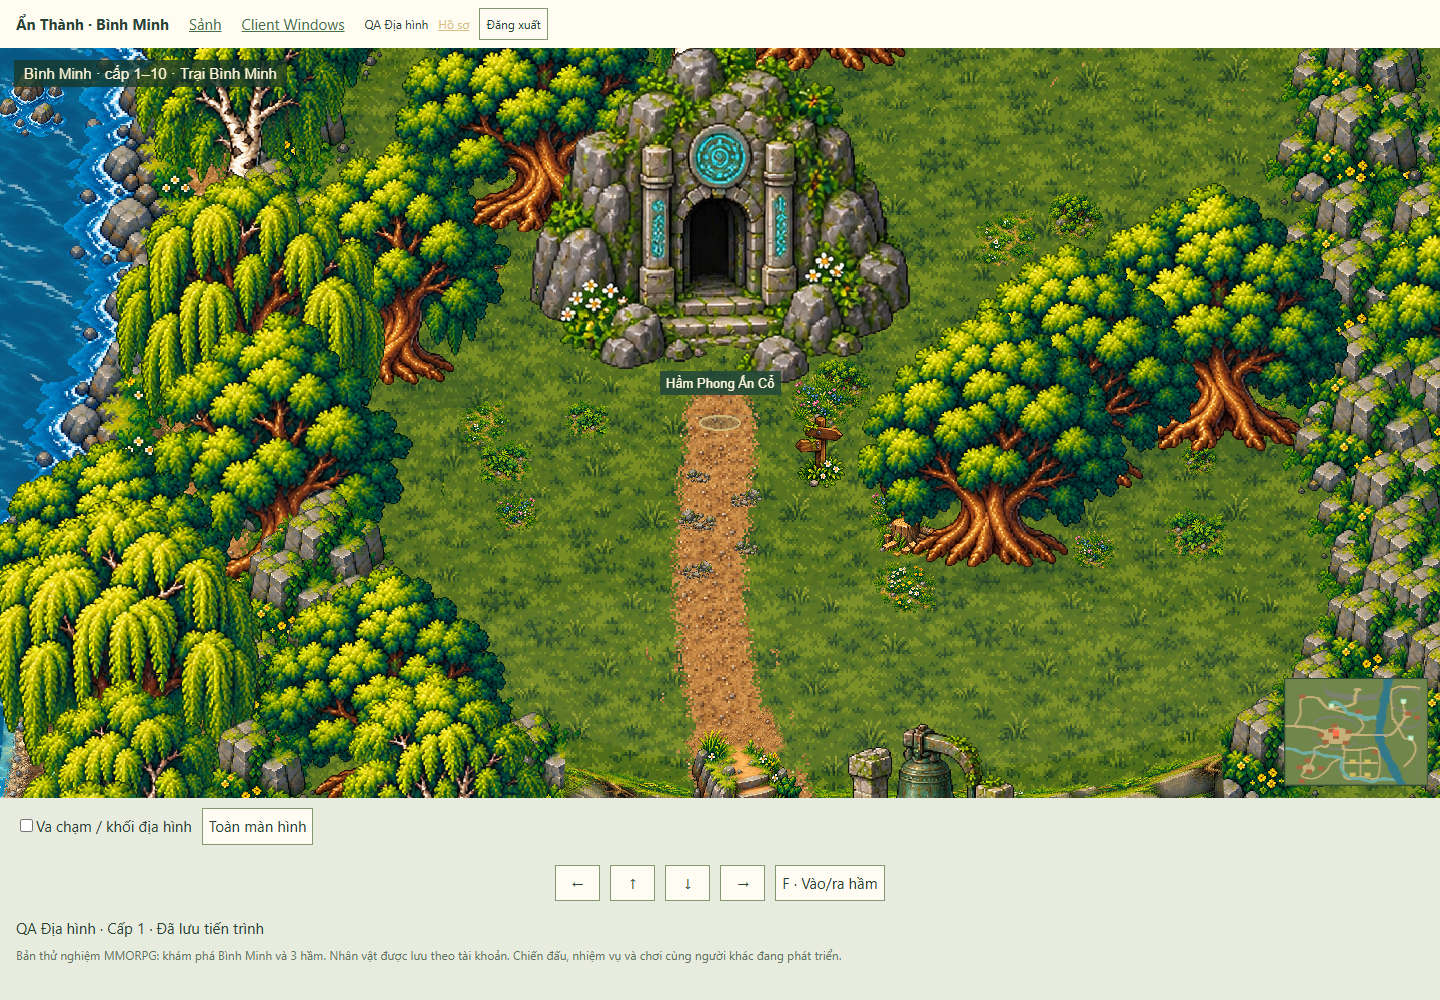 Ẩn Thành · Bình Minh Sảnh Client Windows QA Địa hình Hồ sơ Đăng xuất
Bình Minh · cấp 1–10 · Trại Bình Minh
Hầm Phong Ấn Cổ
Va chạm / khối địa hình Toàn màn hình
← ↑ ↓ → F · Vào/ra hầm
QA Địa hình · Cấp 1 · Đã lưu tiến trình
Bản thử nghiệm MMORPG: khám phá Bình Minh và 3 hầm. Nhân vật được lưu theo tài khoản. Chiến đấu, nhiệm vụ và chơi cùng người khác đang phát triển.